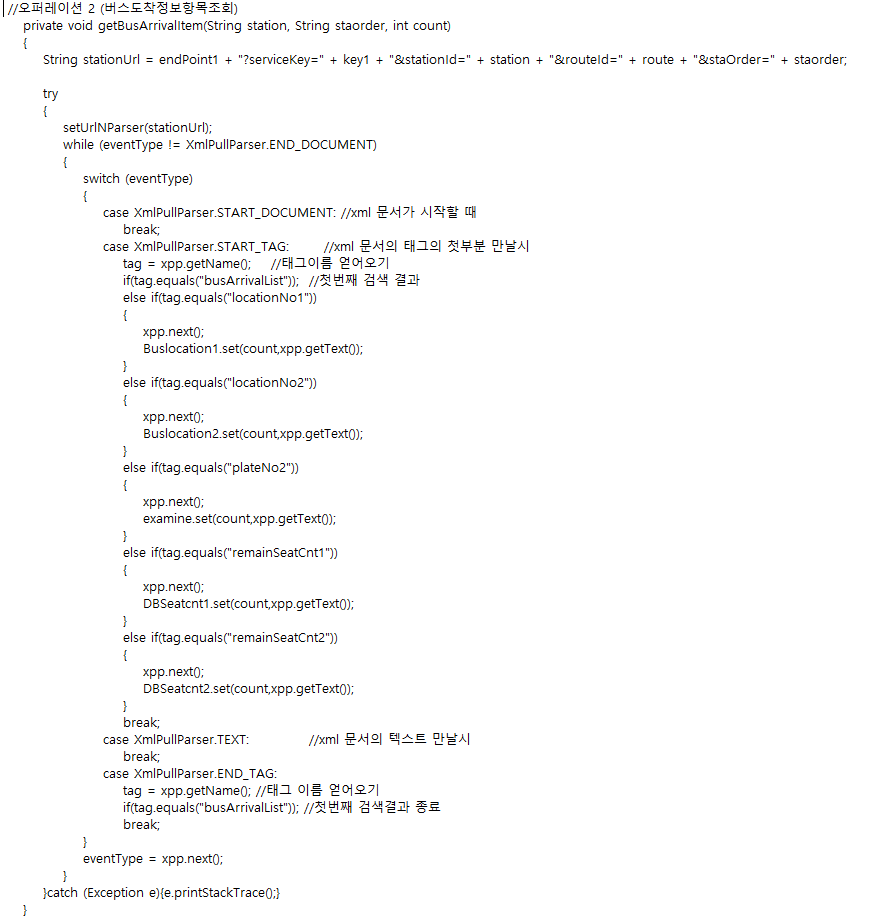 //오퍼레이션 2 (버스도착정보항목조회)
private void getBusArrivalItem(String station, String staorder, int count)
{
String stationUrl = endPoint1 + "?serviceKey=" + key1 + "&stationId=" + station + "&routeId=" + route + "&staOrder=" + staorder;
try
{
setUrlNParser(stationUrl);
while (eventType != XmlPullParser.END_DOCUMENT)
{
switch (eventType)
{
case XmlPullParser.START_DOCUMENT: //xml 문서가 시작할 때
break;
case XmlPullParser.START_TAG: //xml 문서의 태그의 첫부분 만날시
tag = xpp.getName(); //태그이름 얻어오기
if(tag.equals("busArrivalList")); //첫번째 검색 결과
else if(tag.equals("locationNo1"))
{
xpp.next();
Buslocation1.set(count,xpp.getText());
}
else if(tag.equals("locationNo2"))
{
xpp.next();
Buslocation2.set(count,xpp.getText());
}
else if(tag.equals("plateNo2"))
{
xpp.next();
examine.set(count,xpp.getText());
}
else if(tag.equals("remainSeatCnt1"))
{
xpp.next();
DBSeatcnt1.set(count,xpp.getText());
}
else if(tag.equals("remainSeatCnt2"))
{
xpp.next();
DBSeatcnt2.set(count,xpp.getText());
}
break;
case XmlPullParser.TEXT: //xml 문서의 텍스트 만날시
break;
case XmlPullParser.END_TAG:
tag = xpp.getName(); //태그 이름 얻어오기
if(tag.equals("busArrivalList")); //첫번째 검색결과 종료
break;
}
eventType = xpp.next();
}
}catch (Exception e){e.printStackTrace();}
}